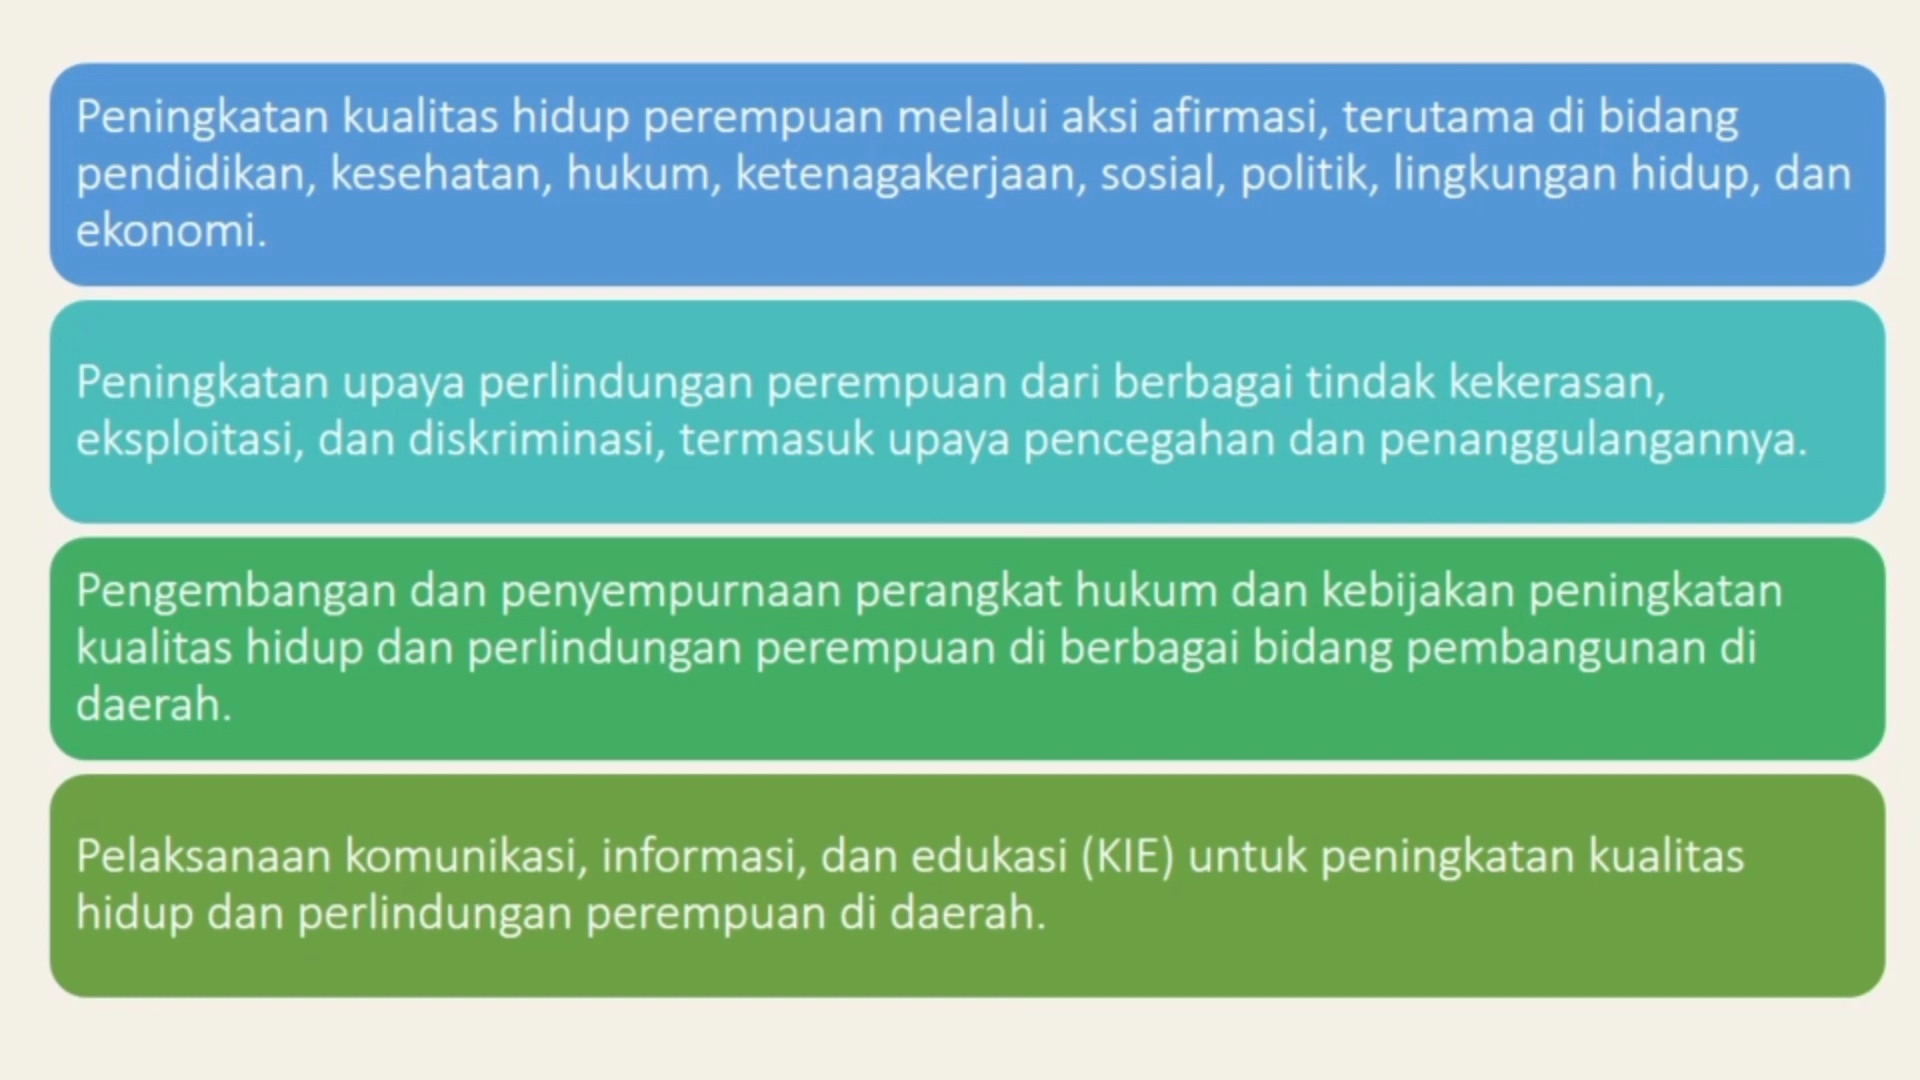 Peningkatan kualitas hidup perempuan melalui aksi afirmasi, terutama di bidang
pendidikan, kesehatan, hukum, ketenagakerjaan, sosial, politik, lingkungan hidup, dan
ekonomi.
Peningkatan upaya perlindungan perempuan dari berbagai tindak kekerasan,
eksploitasi, dan diskriminasi, termasuk upaya pencegahan dan penanggulangannya.
Pengembangan dan penyempurnaan perangkat hukum dan kebijakan peningkatan
kualitas hidup dan perlindungan perempuan di berbagai bidang pembangunan di
daerah.
Pelaksanaan komunikasi, informasi, dan edukasi (KIE) untuk peningkatan kualitas
hidup dan perlindungan perempuan di daerah.